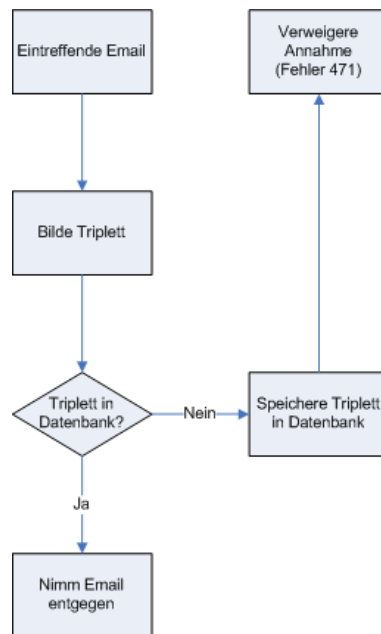 Eintreffende Email
Verweigere
Annahme
(Fehler 471)
Bilde Triplett
Triplett in
Datenbank?
Nein
Speichere Triplett
in Datenbank
Ja
Nimm Email
entgegen